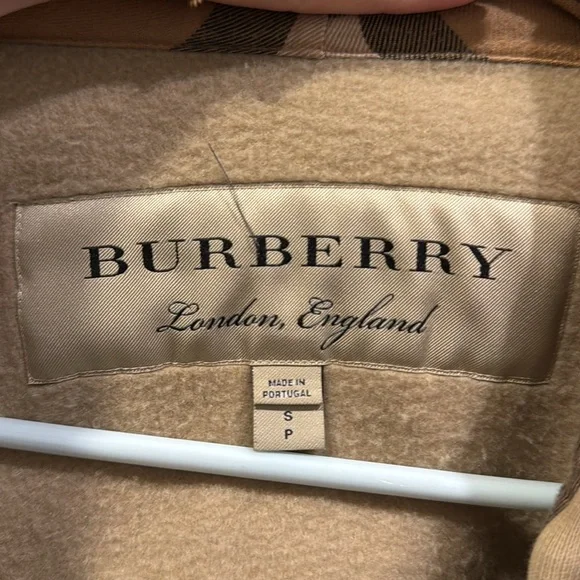 BURBERRY
London, England
MADE IN
PORTUGAL
S
P